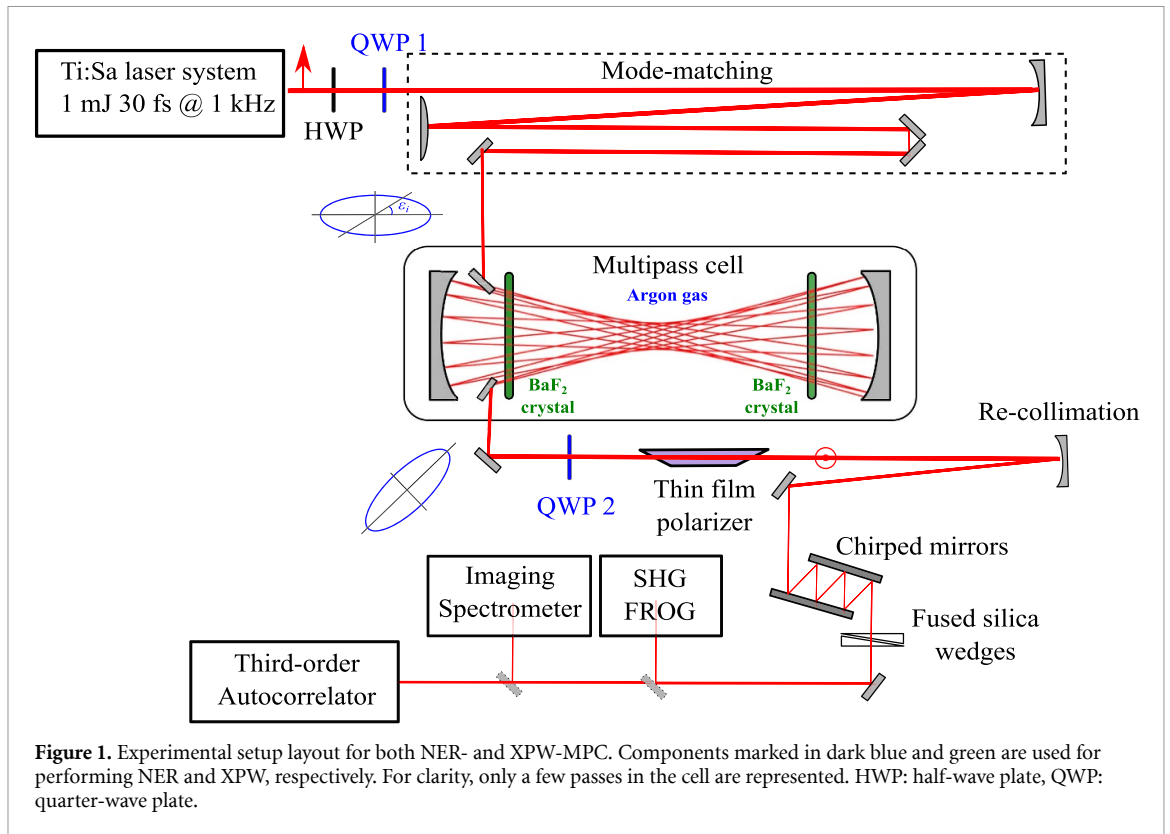 Ti:Sa laser system
1 mJ 30 fs @ 1 kHz
HWP
QWP 1
Mode-matching
εi
Multipass cell
Argon gas
BaF2
crystal
BaF2
crystal
Re-collimation
QWP 2
Thin film
polarizer
Chirped mirrors
Fused silica
wedges
Imaging
Spectrometer
SHG
FROG
Third-order
Autocorrelator
Figure 1. Experimental setup layout for both NER- and XPW-MPC. Components marked in dark blue and green are used for
performing NER and XPW, respectively. For clarity, only a few passes in the cell are represented. HWP: half-wave plate, QWP:
quarter-wave plate.